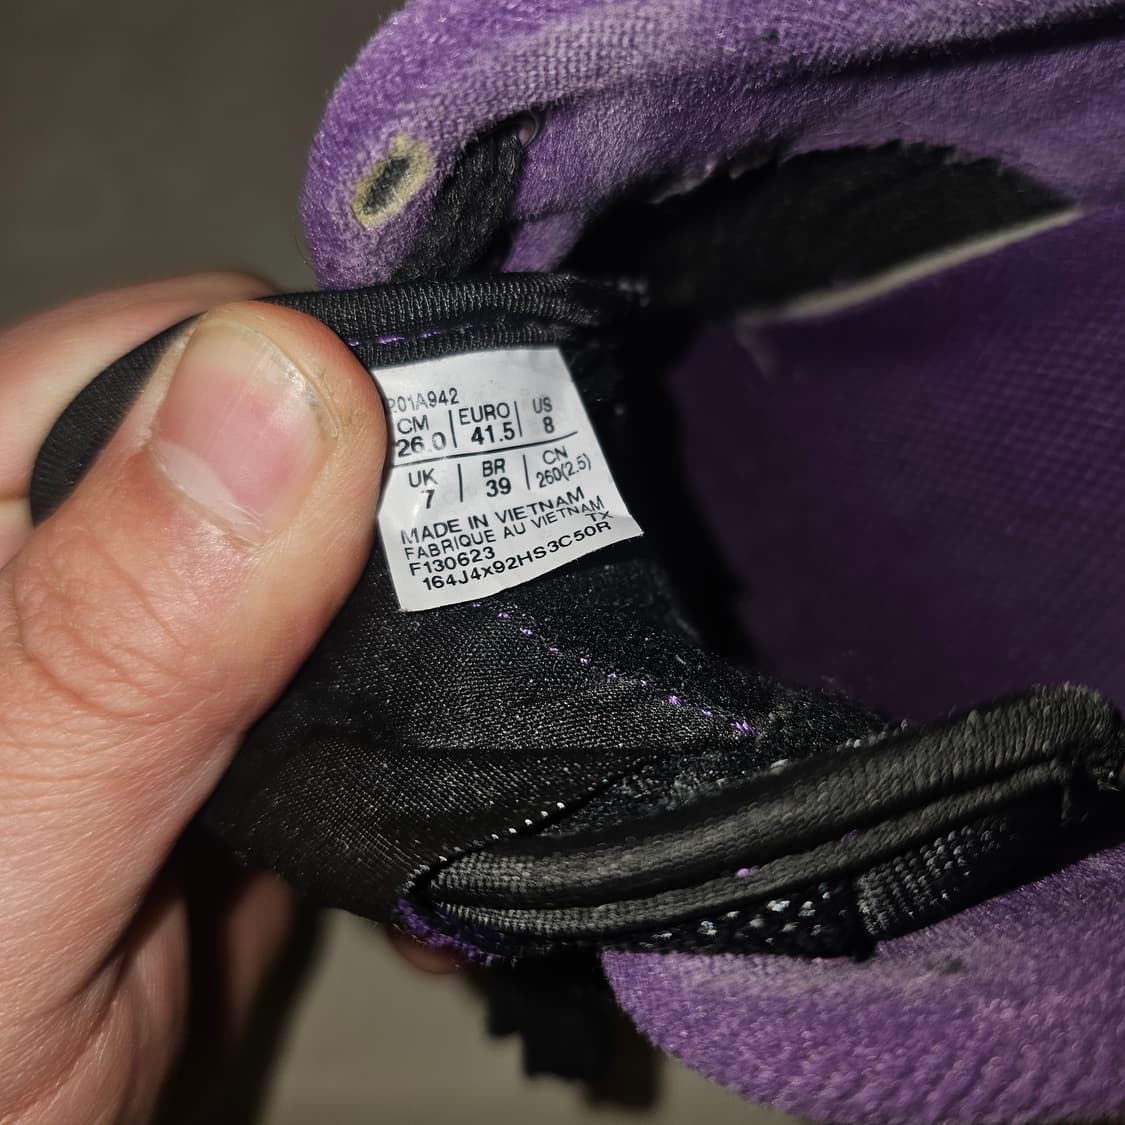 201A942
CM | EURO | US
26.0 | 41.5 | 8
UK | BR | CN
7 | 39 | 260(2.5)
MADE IN VIETNAM
FABRIQUE AU VIETNAM
TX
F130623
164J4x92HS3C50R